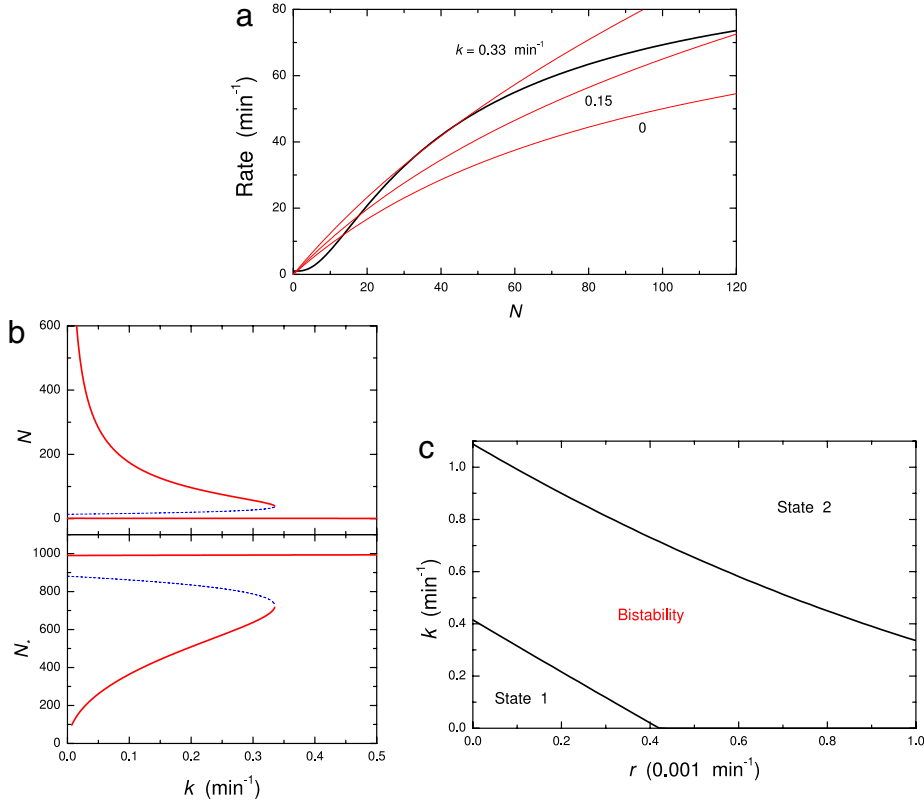 a
80
60
40
20
0
Rate (min⁻¹)
k = 0.33 min⁻¹
0.15
0
0 20 40 60 80 100 120
N
b
600
400
200
0
N
1000
800
600
400
200
0
N*
0.0 0.1 0.2 0.3 0.4 0.5
k (min⁻¹)
c
1.0
0.8
0.6
0.4
0.2
0.0
k (min⁻¹)
State 2
Bistability
State 1
0.0 0.2 0.4 0.6 0.8 1.0
r (0.001 min⁻¹)